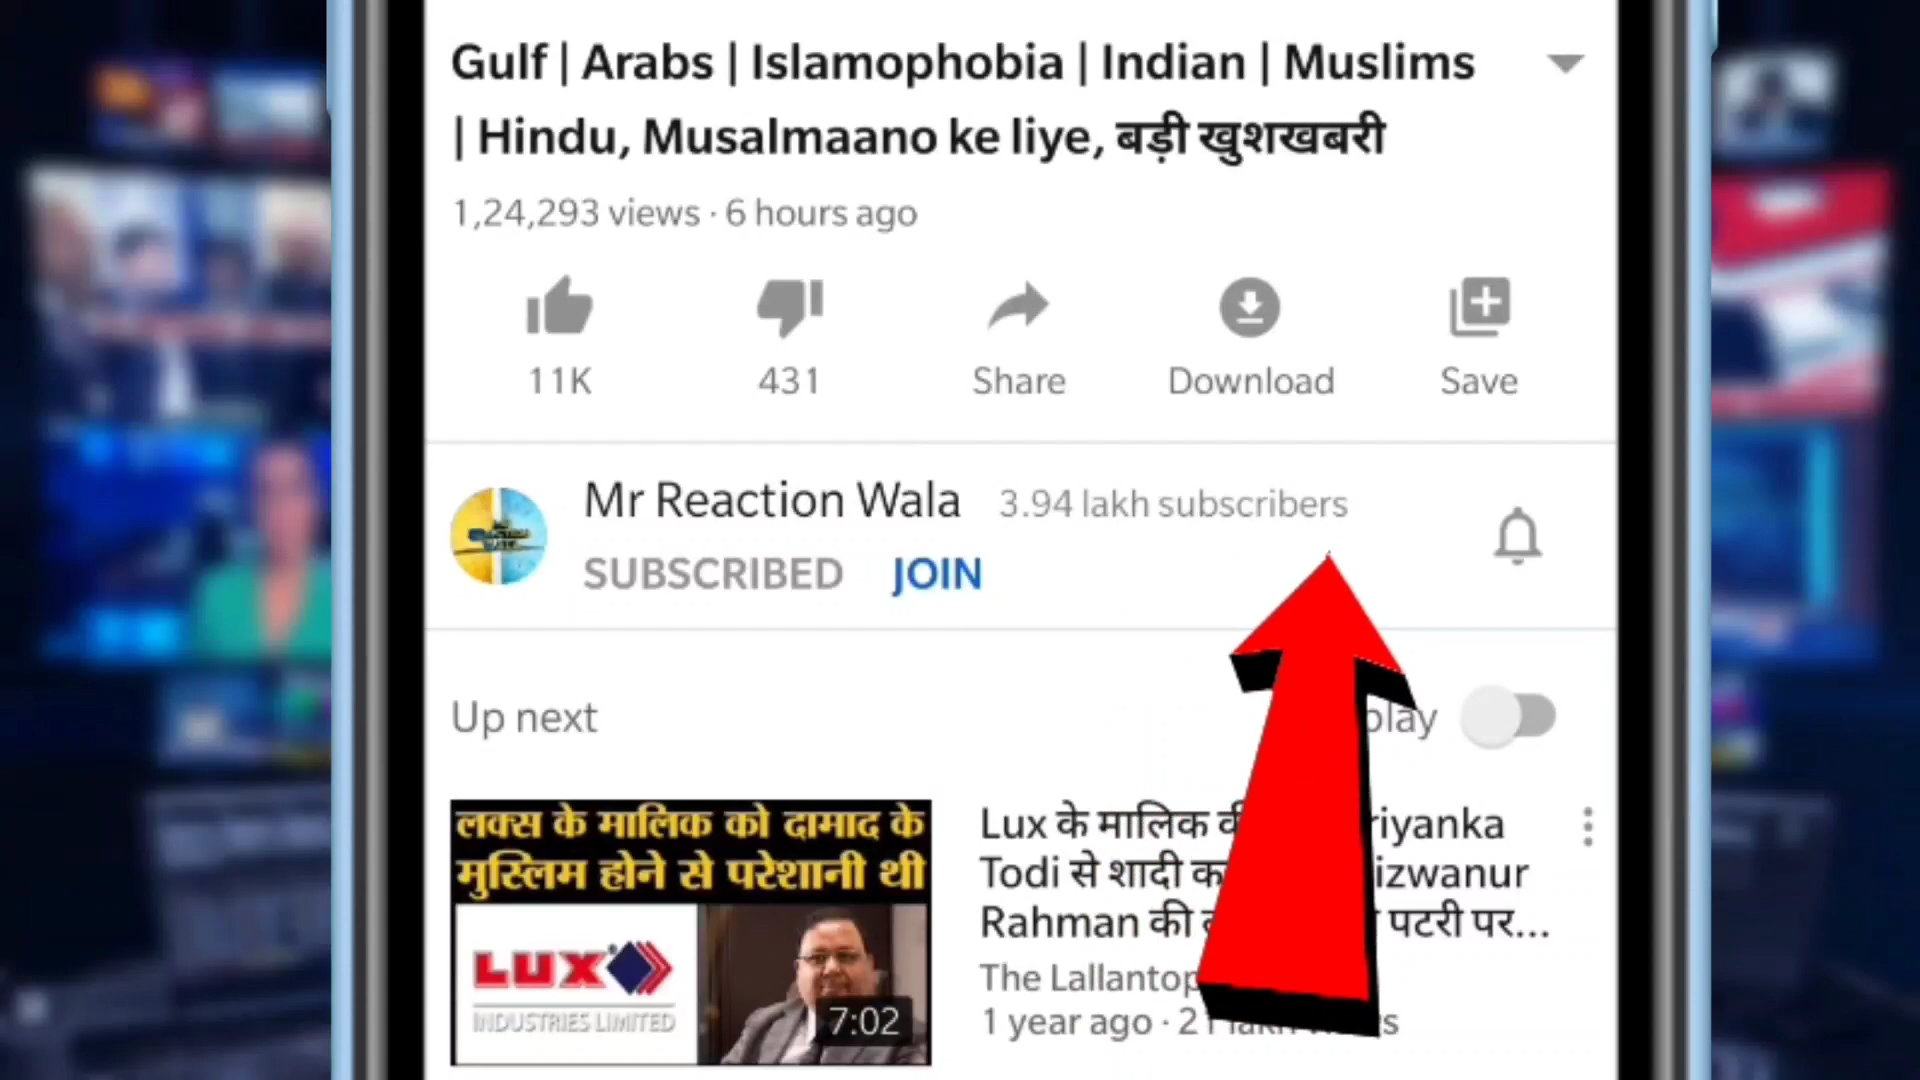 Gulf | Arabs | Islamophobia | Indian | Muslims
| Hindu, Musalmaano ke liye, बड़ी खुशखबरी
1,24,293 views · 6 hours ago
11K 431 Share Download Save
Mr Reaction Wala 3.94 lakh subscribers
SUBSCRIBED JOIN
Up next play
लक्स के मालिक को दामाद के
मुस्लिम होने से परेशानी थी
LUX
INDUSTRIES LIMITED
7:02
Lux के मालिक riyanka
Todi से शादी izwanur
Rahman की पटरी पर...
The Lallantop
1 year ago ·